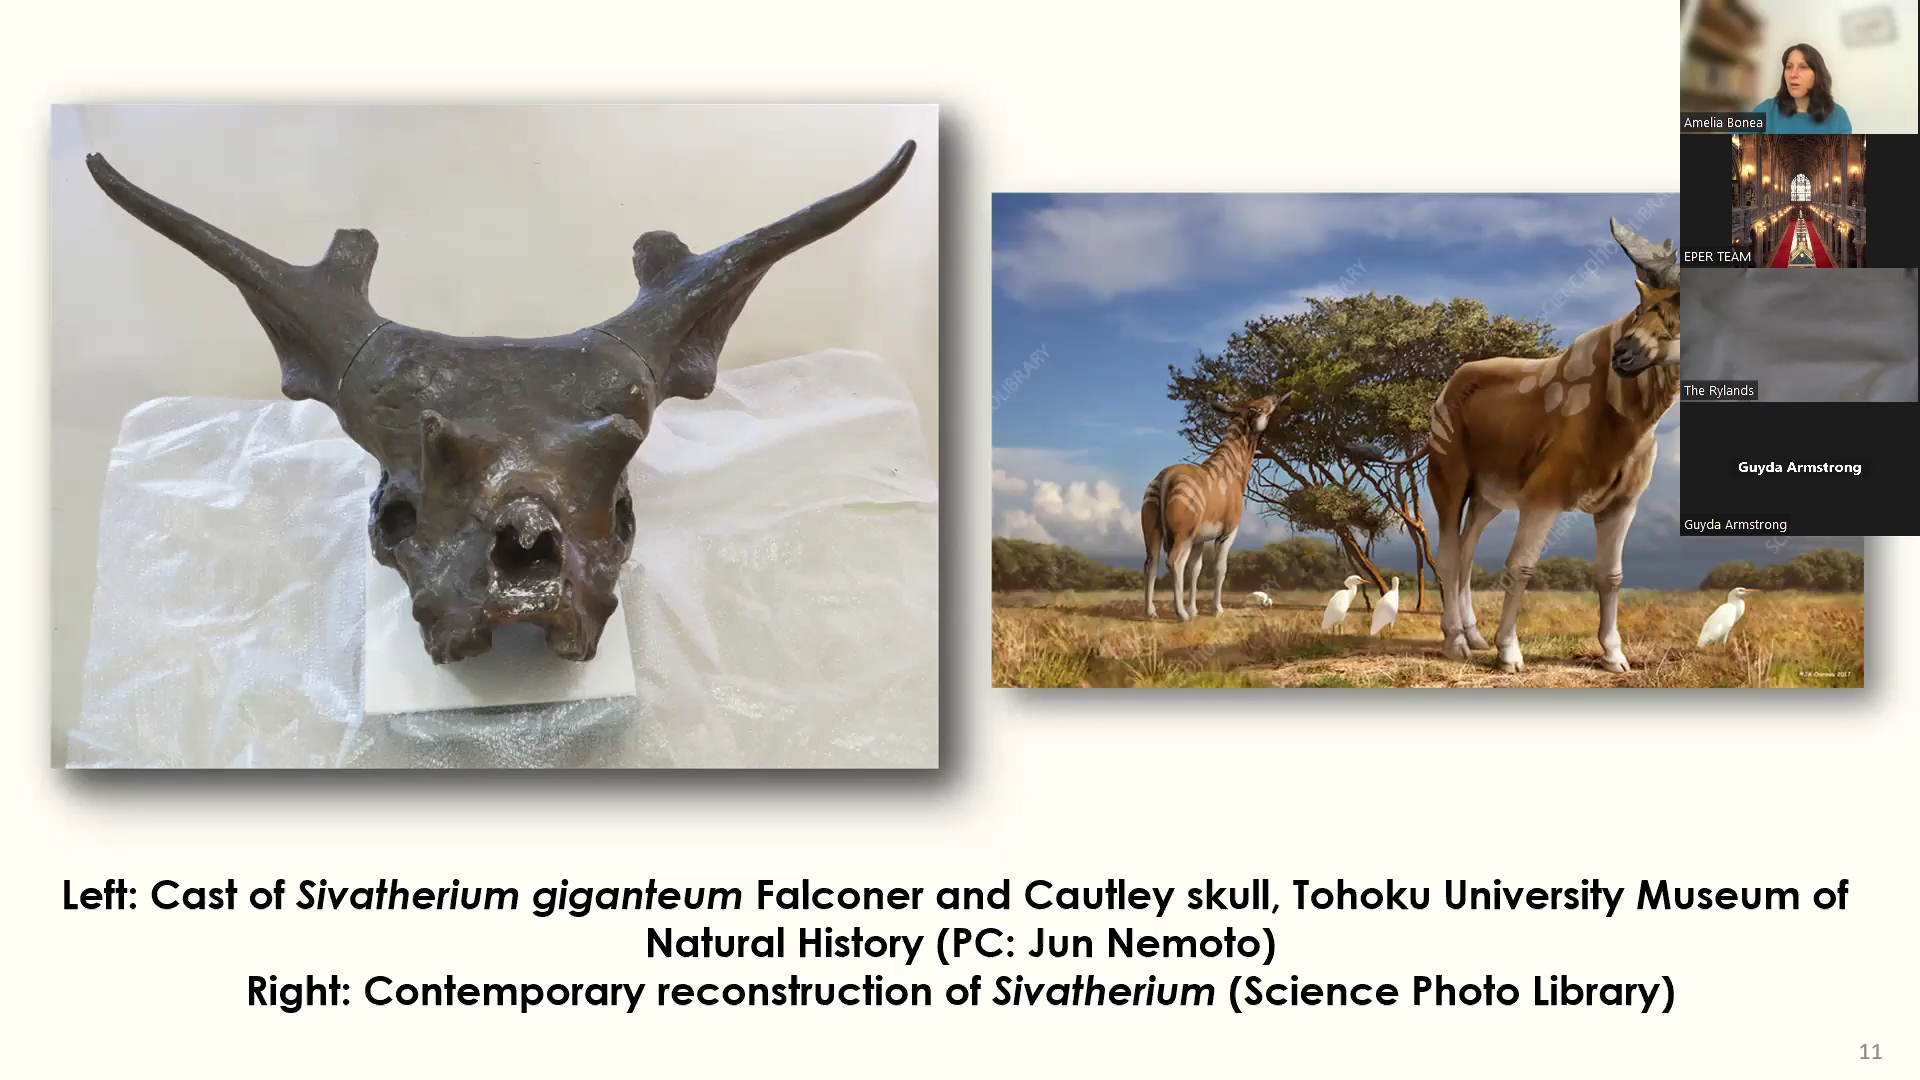 Amelia Bonea
EPER TEAM
The Rylands
Guyda Armstrong
Guyda Armstrong
Left: Cast of Sivatherium giganteum Falconer and Cautley skull, Tohoku University Museum of
Natural History (PC: Jun Nemoto)
Right: Contemporary reconstruction of Sivatherium (Science Photo Library)
11